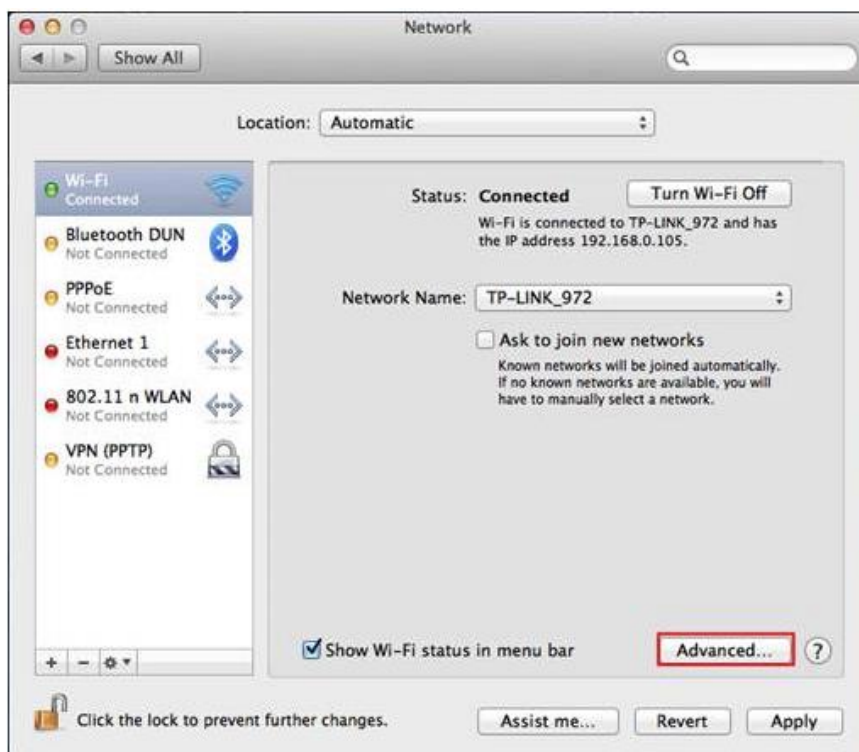 Network
Show All
Location: Automatic
Wi-Fi
Connected
Bluetooth DUN
Not Connected
PPPoE
Not Connected
Ethernet 1
Not Connected
802.11 n WLAN
Not Connected
VPN (PPTP)
Not Connected
Status: Connected
Turn Wi-Fi Off
Wi-Fi is connected to TP-LINK_972 and has
the IP address 192.168.0.105.
Network Name: TP-LINK_972
Ask to join new networks
Known networks will be joined automatically.
If no known networks are available, you will
have to manually select a network.
Show Wi-Fi status in menu bar
Advanced...
?
Click the lock to prevent further changes.
Assist me...
Revert
Apply